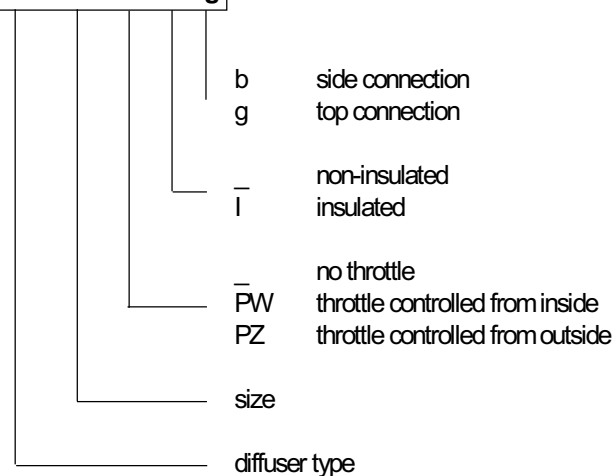 g
b side connection
g top connection
_ non-insulated
I insulated
_ no throttle
PW throttle controlled from inside
PZ throttle controlled from outside
size
diffuser type